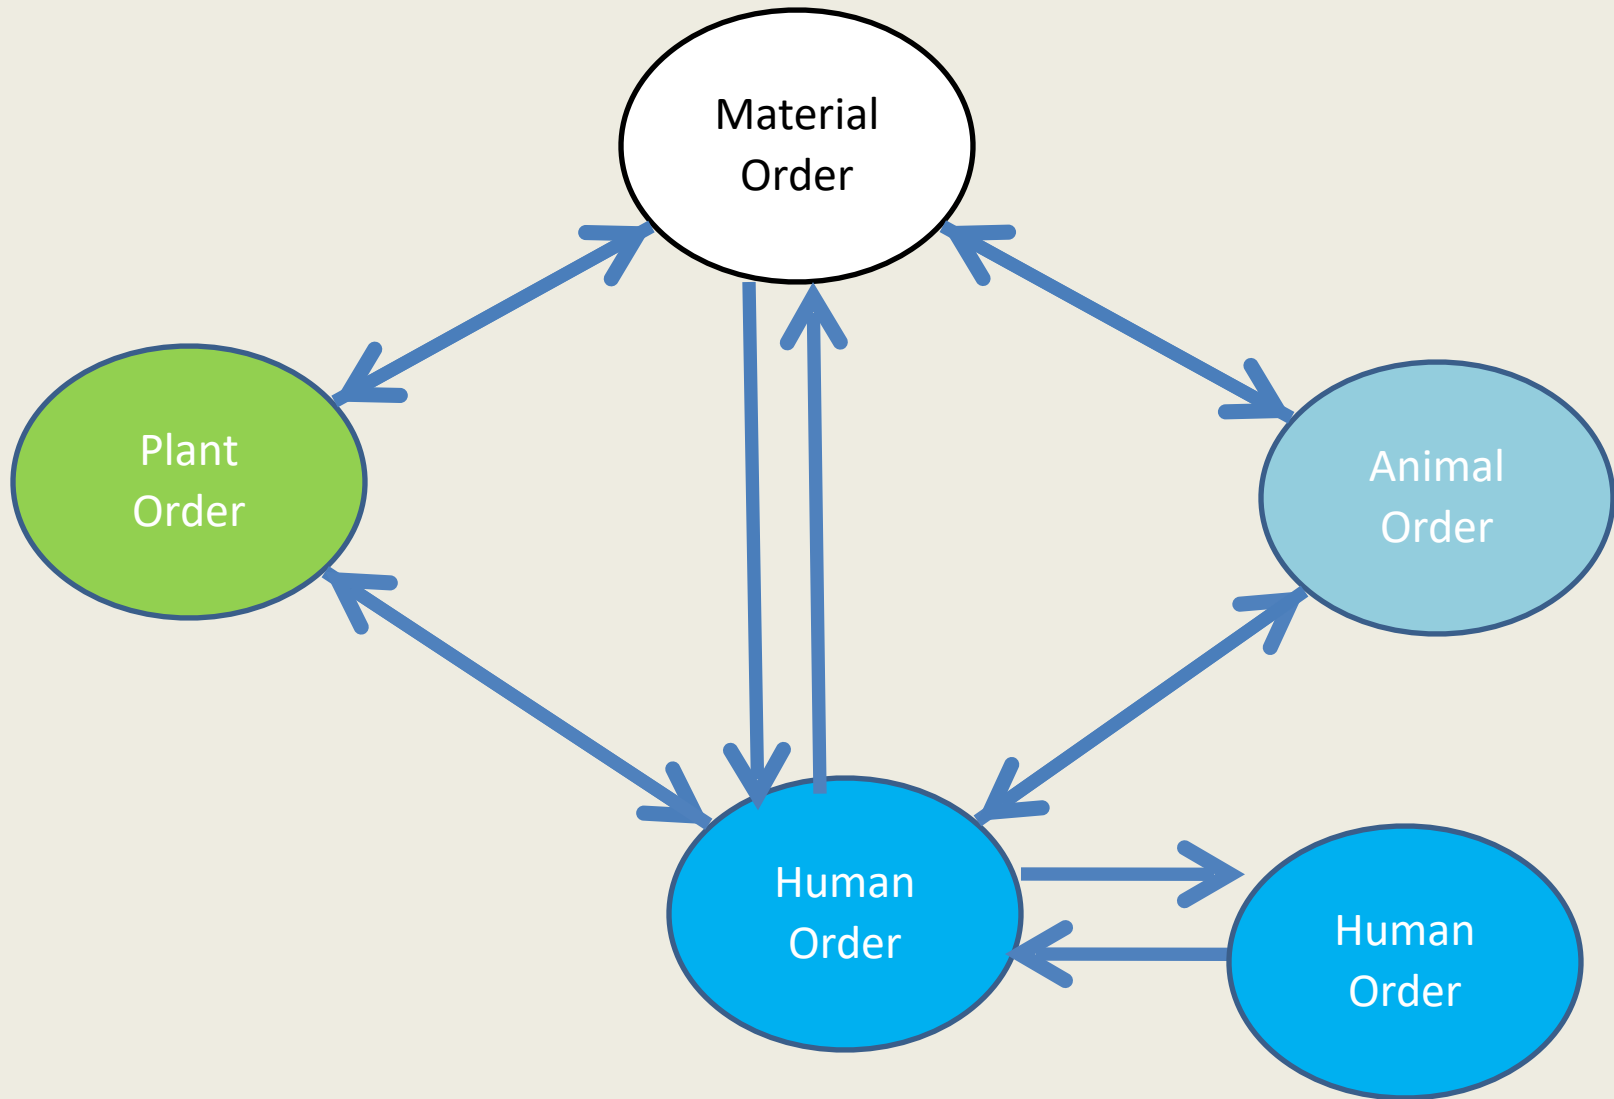 Material
Order
Plant
Order
Animal
Order
Human
Order
Human
Order